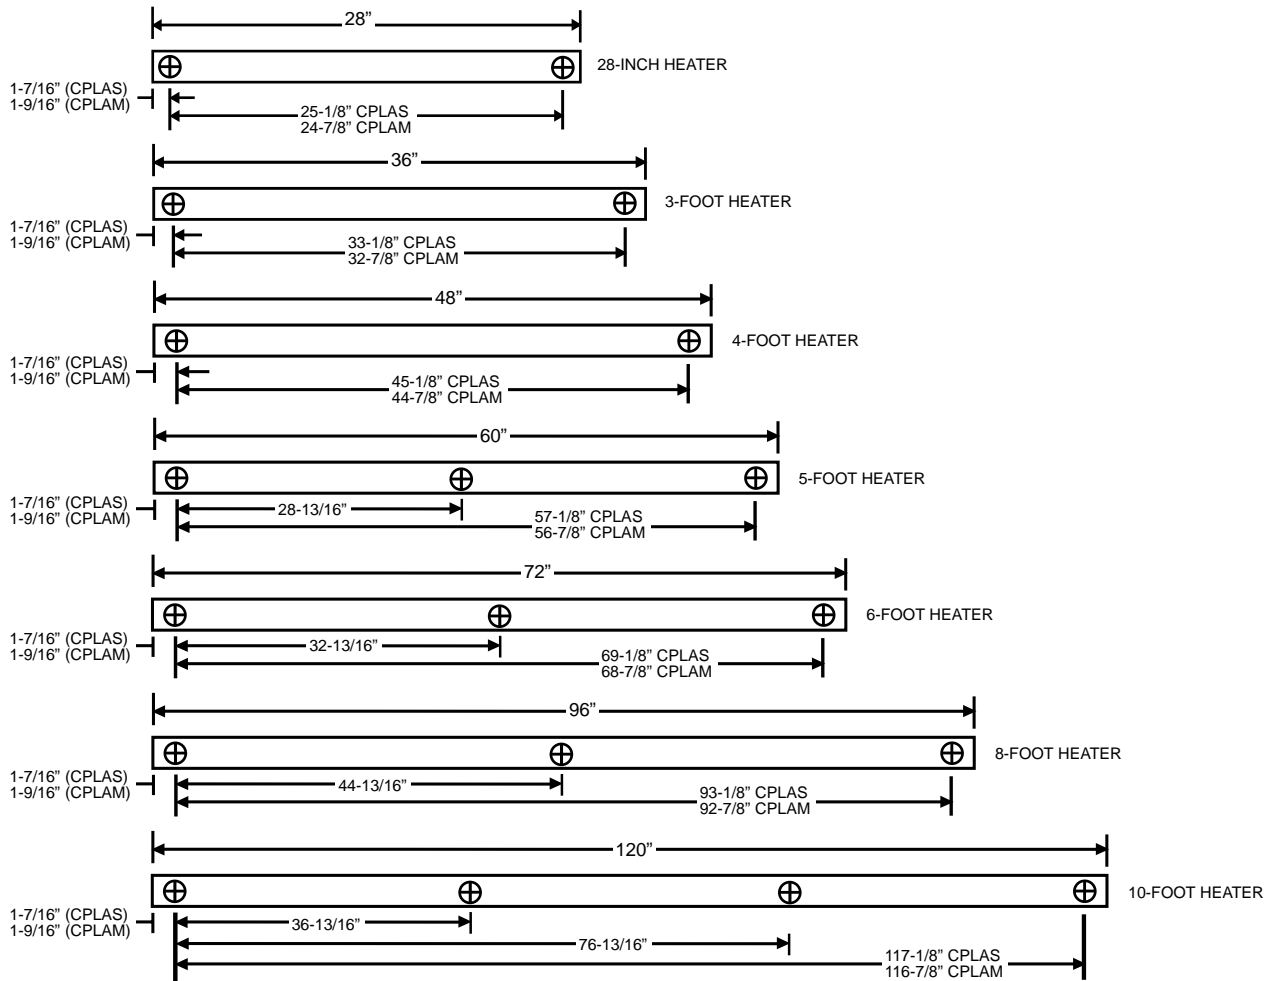 28”
28-INCH HEATER
1-7/16” (CPLAS)
1-9/16” (CPLAM)
25-1/8” CPLAS
24-7/8” CPLAM
36”
3-FOOT HEATER
1-7/16” (CPLAS)
1-9/16” (CPLAM)
33-1/8” CPLAS
32-7/8” CPLAM
48”
4-FOOT HEATER
1-7/16” (CPLAS)
1-9/16” (CPLAM)
45-1/8” CPLAS
44-7/8” CPLAM
60”
5-FOOT HEATER
1-7/16” (CPLAS)
1-9/16” (CPLAM)
28-13/16”
57-1/8” CPLAS
56-7/8” CPLAM
72”
6-FOOT HEATER
1-7/16” (CPLAS)
1-9/16” (CPLAM)
32-13/16”
69-1/8” CPLAS
68-7/8” CPLAM
96”
8-FOOT HEATER
1-7/16” (CPLAS)
1-9/16” (CPLAM)
44-13/16”
93-1/8” CPLAS
92-7/8” CPLAM
120”
10-FOOT HEATER
1-7/16” (CPLAS)
1-9/16” (CPLAM)
36-13/16”
76-13/16”
117-1/8” CPLAS
116-7/8” CPLAM